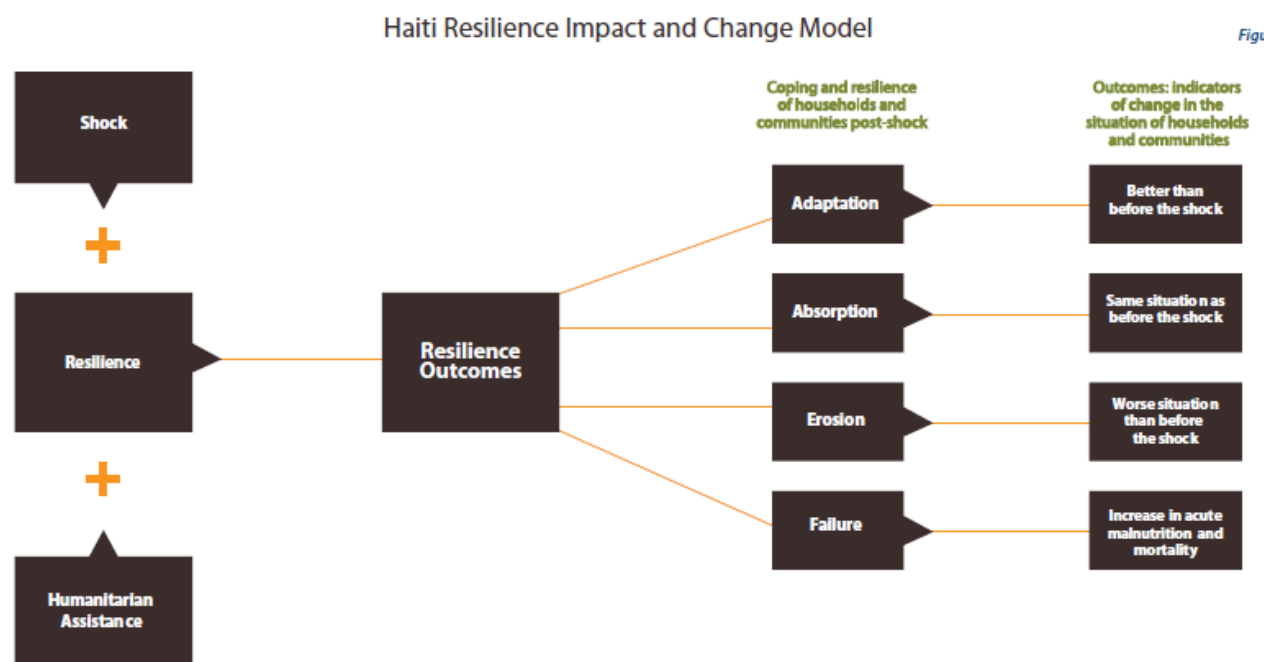 Haiti Resilience Impact and Change Model
Figu
Shock
+
Resilience
+
Humanitarian
Assistance
Resilience
Outcomes
Coping and resilience
of households and
communities post-shock
Adaptation
Absorption
Erosion
Failure
Outcomes: indicators
of change in the
situation of households
and communities
Better than
before the shock
Same situation as
before the shock
Worse situation
than before
the shock
Increase in acute
malnutrition and
mortality